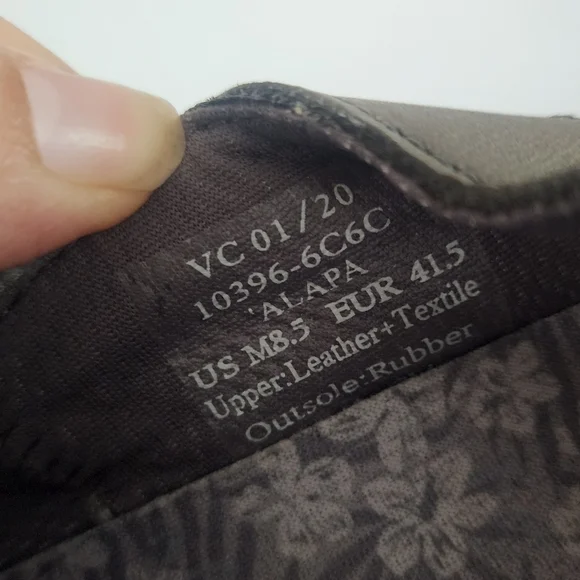 VC 01/20
10396-6C6C
'ALAPA
US M8.5 EUR 41.5
Upper:Leather+Textile
Outsole:Rubber